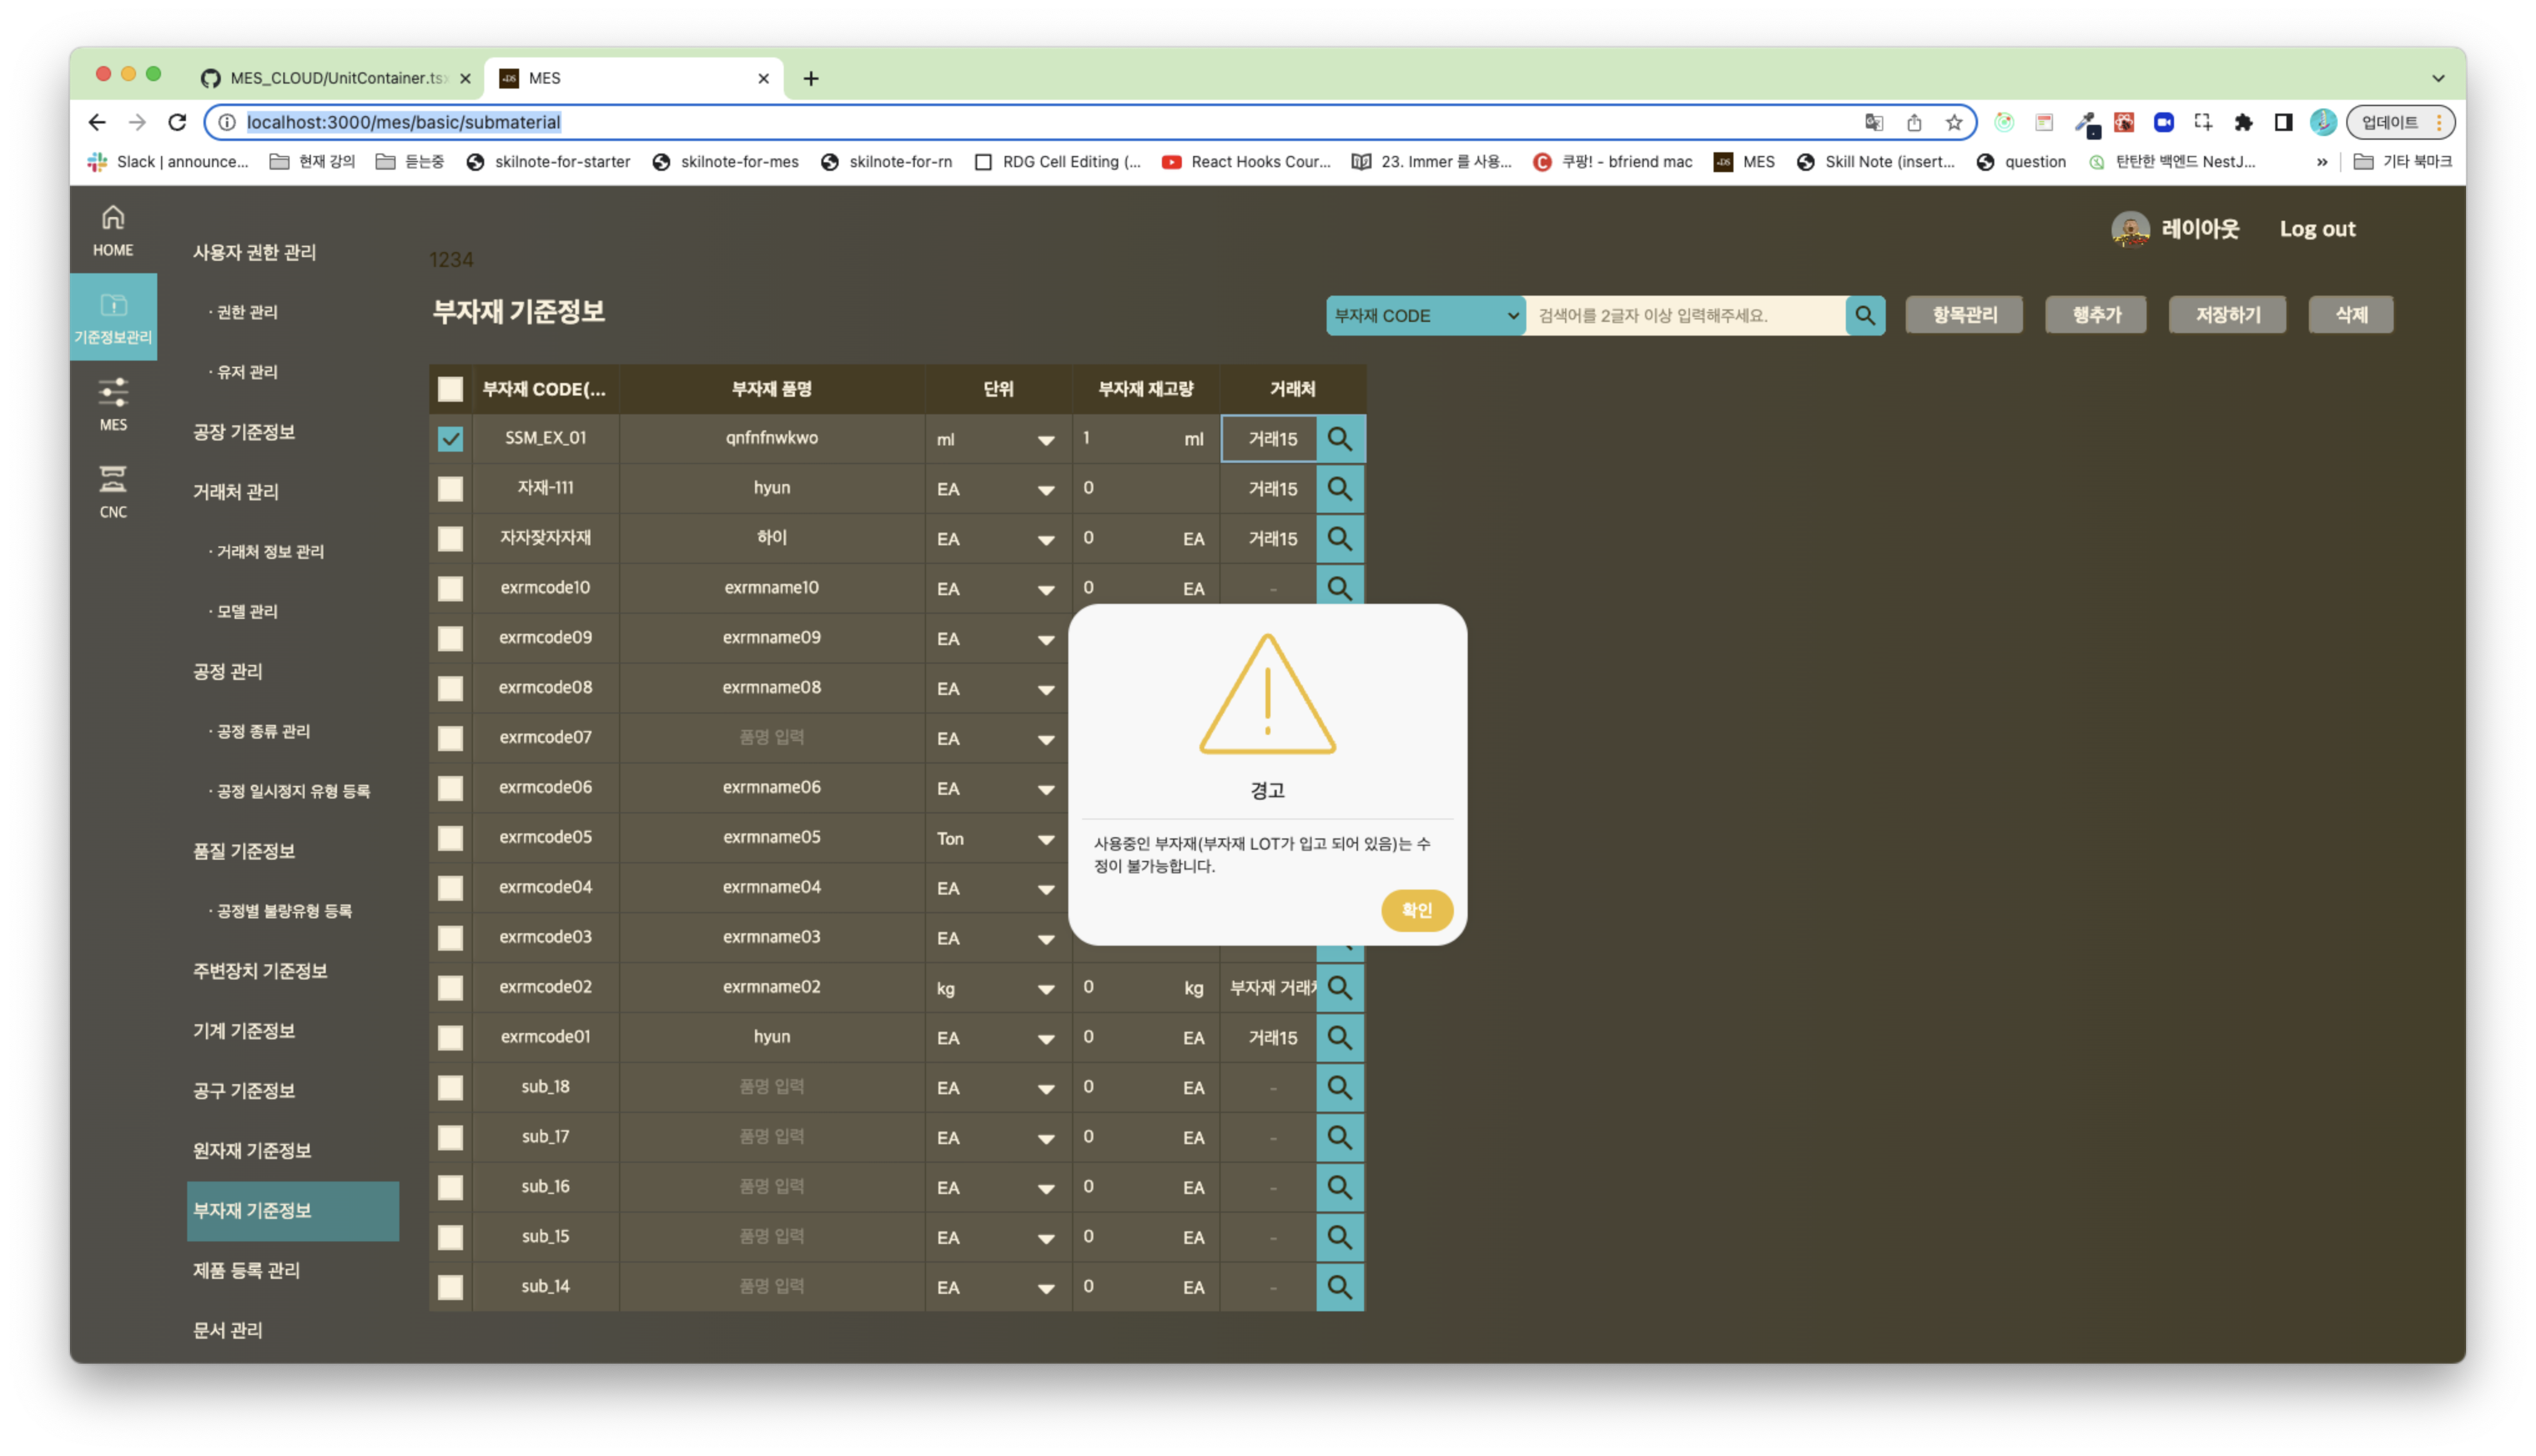 MES_CLOUD/UnitContainer.tsx
MES
localhost:3000/mes/basic/submaterial
업데이트
Slack | announce...
현재 강의
듣는중
skilnote-for-starter
skilnote-for-mes
skilnote-for-rn
RDG Cell Editing (...
React Hooks Cour...
23. Immer 를 사용...
쿠팡! - bfriend mac
MES
Skill Note (insert...
question
탄탄한 백엔드 NestJ...
»
기타 북마크
HOME
기준정보관리
MES
CNC
사용자 권한 관리
· 권한 관리
· 유저 관리
공장 기준정보
거래처 관리
· 거래처 정보 관리
· 모델 관리
공정 관리
· 공정 종류 관리
· 공정 일시정지 유형 등록
품질 기준정보
· 공정별 불량유형 등록
주변장치 기준정보
기계 기준정보
공구 기준정보
원자재 기준정보
부자재 기준정보
제품 등록 관리
문서 관리
레이아웃 Log out
1234
부자재 기준정보
부자재 CODE 검색어를 2글자 이상 입력해주세요. 항목관리 행추가 저장하기 삭제
부자재 CODE(... 부자재 품명 단위 부자재 재고량 거래처
SSM_EX_01 qnfnfnwkwo ml 1 ml 거래15
자재-111 hyun EA 0 거래15
자자잦자자재 하이 EA 0 EA 거래15
exrmcode10 exrmname10 EA 0 EA -
exrmcode09 exrmname09 EA
exrmcode08 exrmname08 EA
exrmcode07 품명 입력 EA
exrmcode06 exrmname06 EA
exrmcode05 exrmname05 Ton
exrmcode04 exrmname04 EA
exrmcode03 exrmname03 EA
exrmcode02 exrmname02 kg 0 kg 부자재 거래처
exrmcode01 hyun EA 0 EA 거래15
sub_18 품명 입력 EA 0 EA -
sub_17 품명 입력 EA 0 EA -
sub_16 품명 입력 EA 0 EA -
sub_15 품명 입력 EA 0 EA -
sub_14 품명 입력 EA 0 EA -
경고
사용중인 부자재(부자재 LOT가 입고 되어 있음)는 수
정이 불가능합니다.
확인